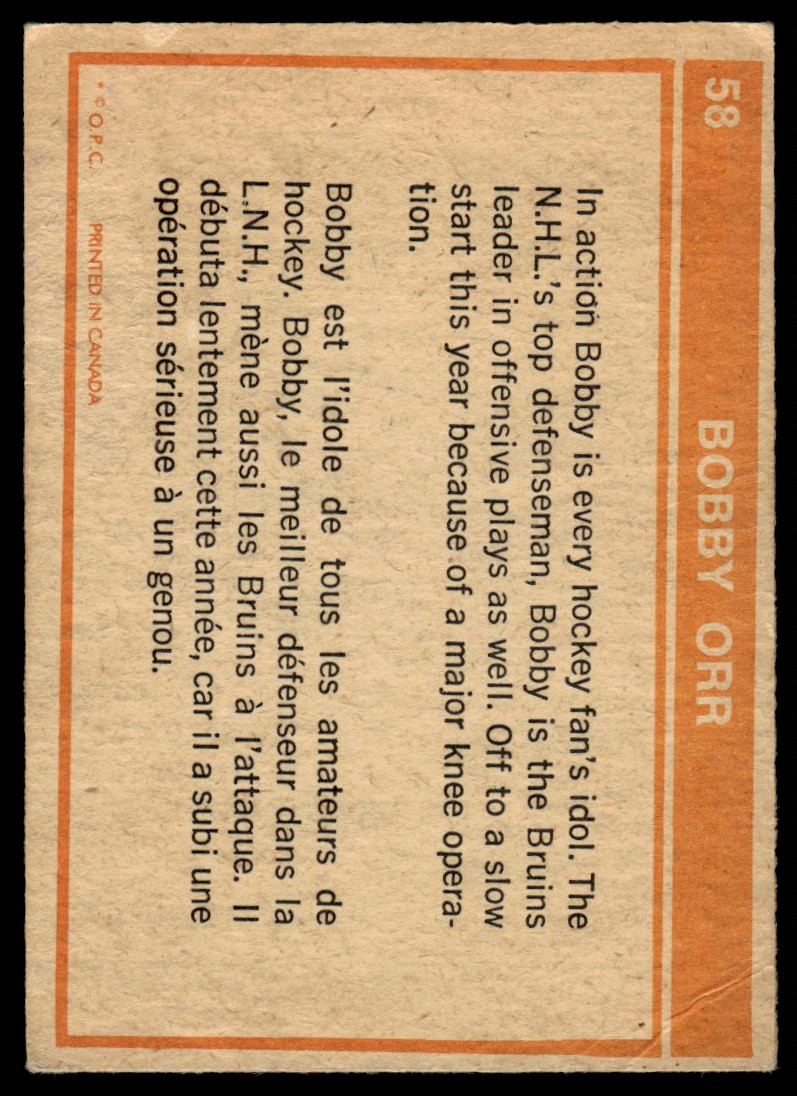 58 BOBBY ORR
In action Bobby is every hockey fan's idol. The
N.H.L.'s top defenseman, Bobby is the Bruins
leader in offensive plays as well. Off to a slow
start this year because of a major knee opera-
tion.
Bobby est l'idole de tous les amateurs de
hockey. Bobby, le meilleur défenseur dans la
L.N.H., mène aussi les Bruins à l'attaque. Il
débuta lentement cette année, car il a subi une
opération sérieuse à un genou.
* © O.P.C. PRINTED IN CANADA